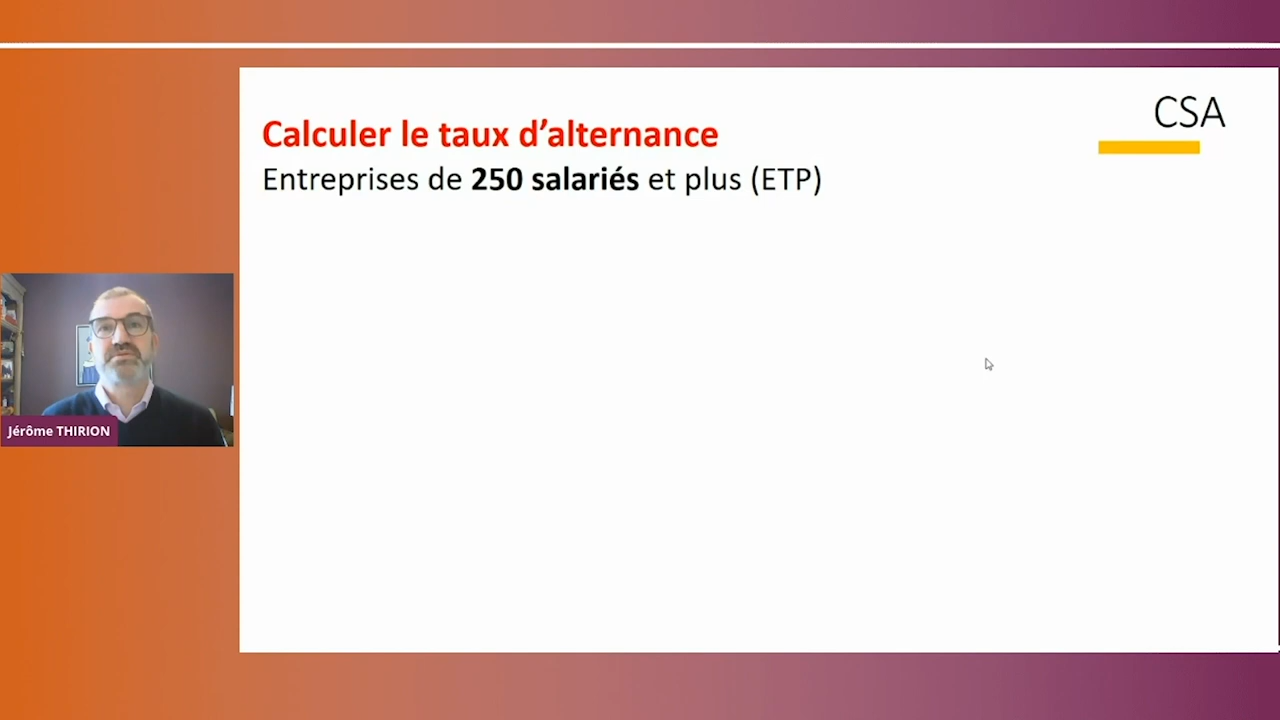 CSA
Calculer le taux d’alternance
Entreprises de 250 salariés et plus (ETP)
Jérôme THIRION